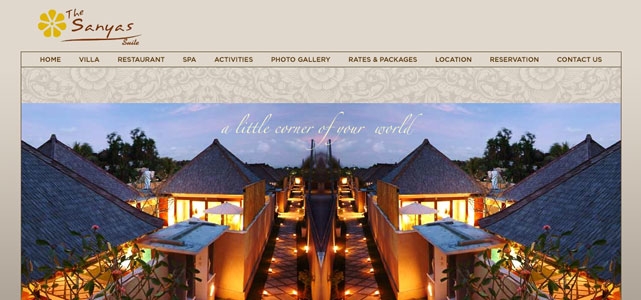 The
Sanyas
Suite
HOME VILLA RESTAURANT SPA ACTIVITIES PHOTO GALLERY RATES & PACKAGES LOCATION RESERVATION CONTACT US
a little corner of your world